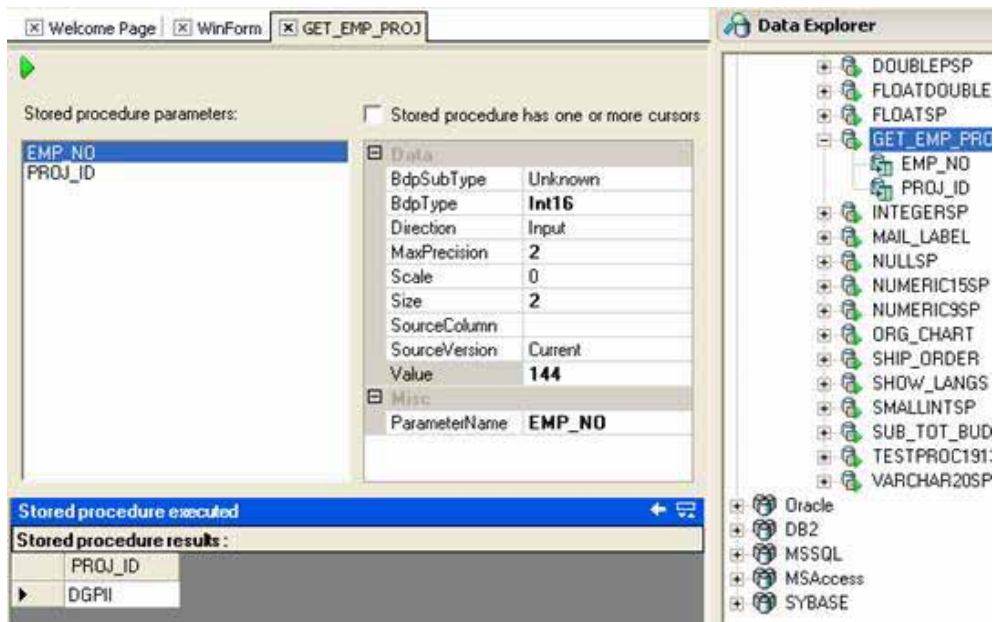 Welcome Page WinForm GET_EMP_PROJ
Stored procedure parameters:
EMP_NO
PROJ_ID
Stored procedure has one or more cursors
Data
BdpSubType Unknown
BdpType Int16
Direction Input
MaxPrecision 2
Scale 0
Size 2
SourceColumn
SourceVersion Current
Value 144
Misc
ParameterName EMP_NO
Stored procedure executed
Stored procedure results :
PROJ_ID
DGPII
Data Explorer
DOUBLEPSP
FLOATDOUBLE
FLOATSP
GET_EMP_PRO
EMP_NO
PROJ_ID
INTEGERSP
MAIL_LABEL
NULLSP
NUMERIC15SP
NUMERIC9SP
ORG_CHART
SHIP_ORDER
SHOW_LANGS
SMALLINTSP
SUB_TOT_BUD
TESTPROC1913
VARCHAR20SP
Oracle
DB2
MSSQL
MSAccess
SYBASE